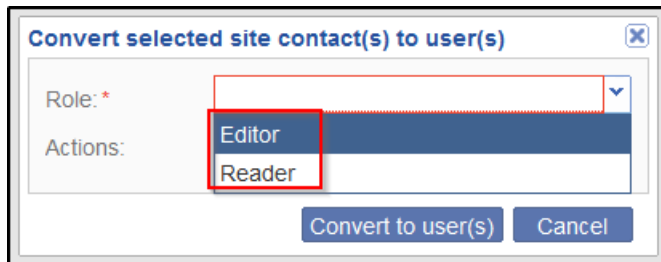 Convert selected site contact(s) to user(s)
Role:*
Editor
Actions:
Reader
Convert to user(s) Cancel